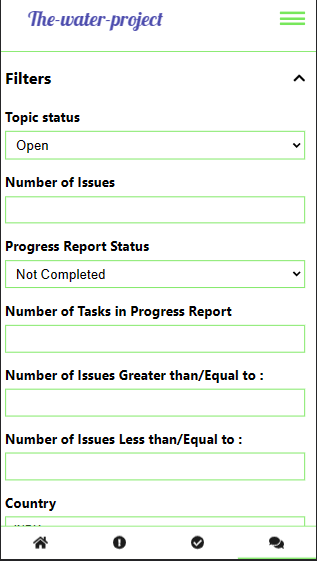 The-water-project
Filters
Topic status
Open
Number of Issues
Progress Report Status
Not Completed
Number of Tasks in Progress Report
Number of Issues Greater than/Equal to :
Number of Issues Less than/Equal to :
Country